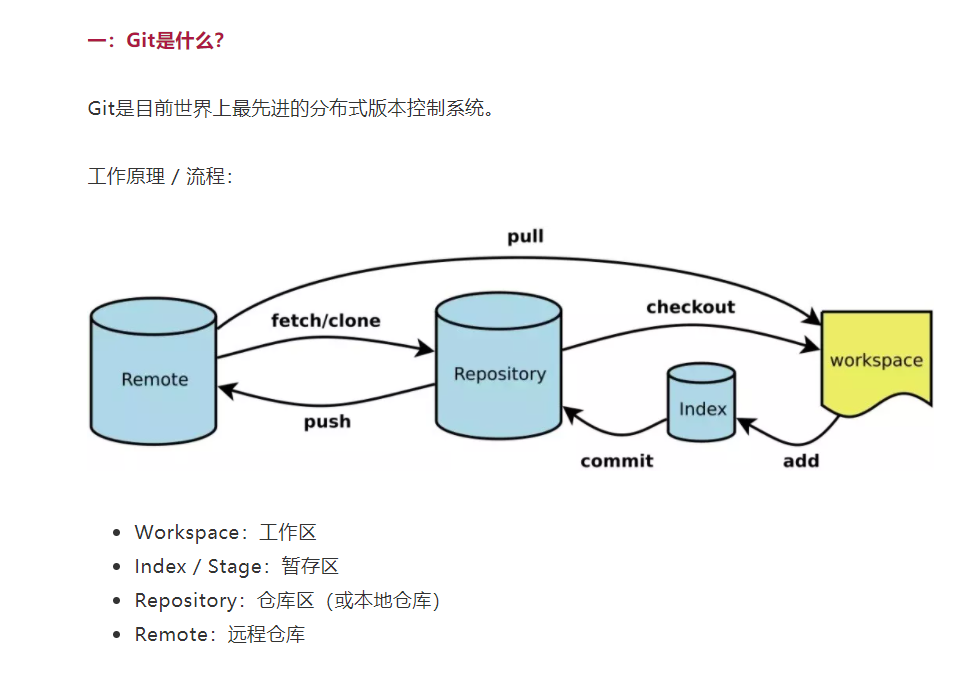 一：Git是什么？
Git是目前世界上最先进的分布式版本控制系统。
工作原理 / 流程：
pull
fetch/clone
checkout
Remote
Repository
workspace
Index
push
commit
add
Workspace：工作区
Index / Stage：暂存区
Repository：仓库区（或本地仓库）
Remote：远程仓库